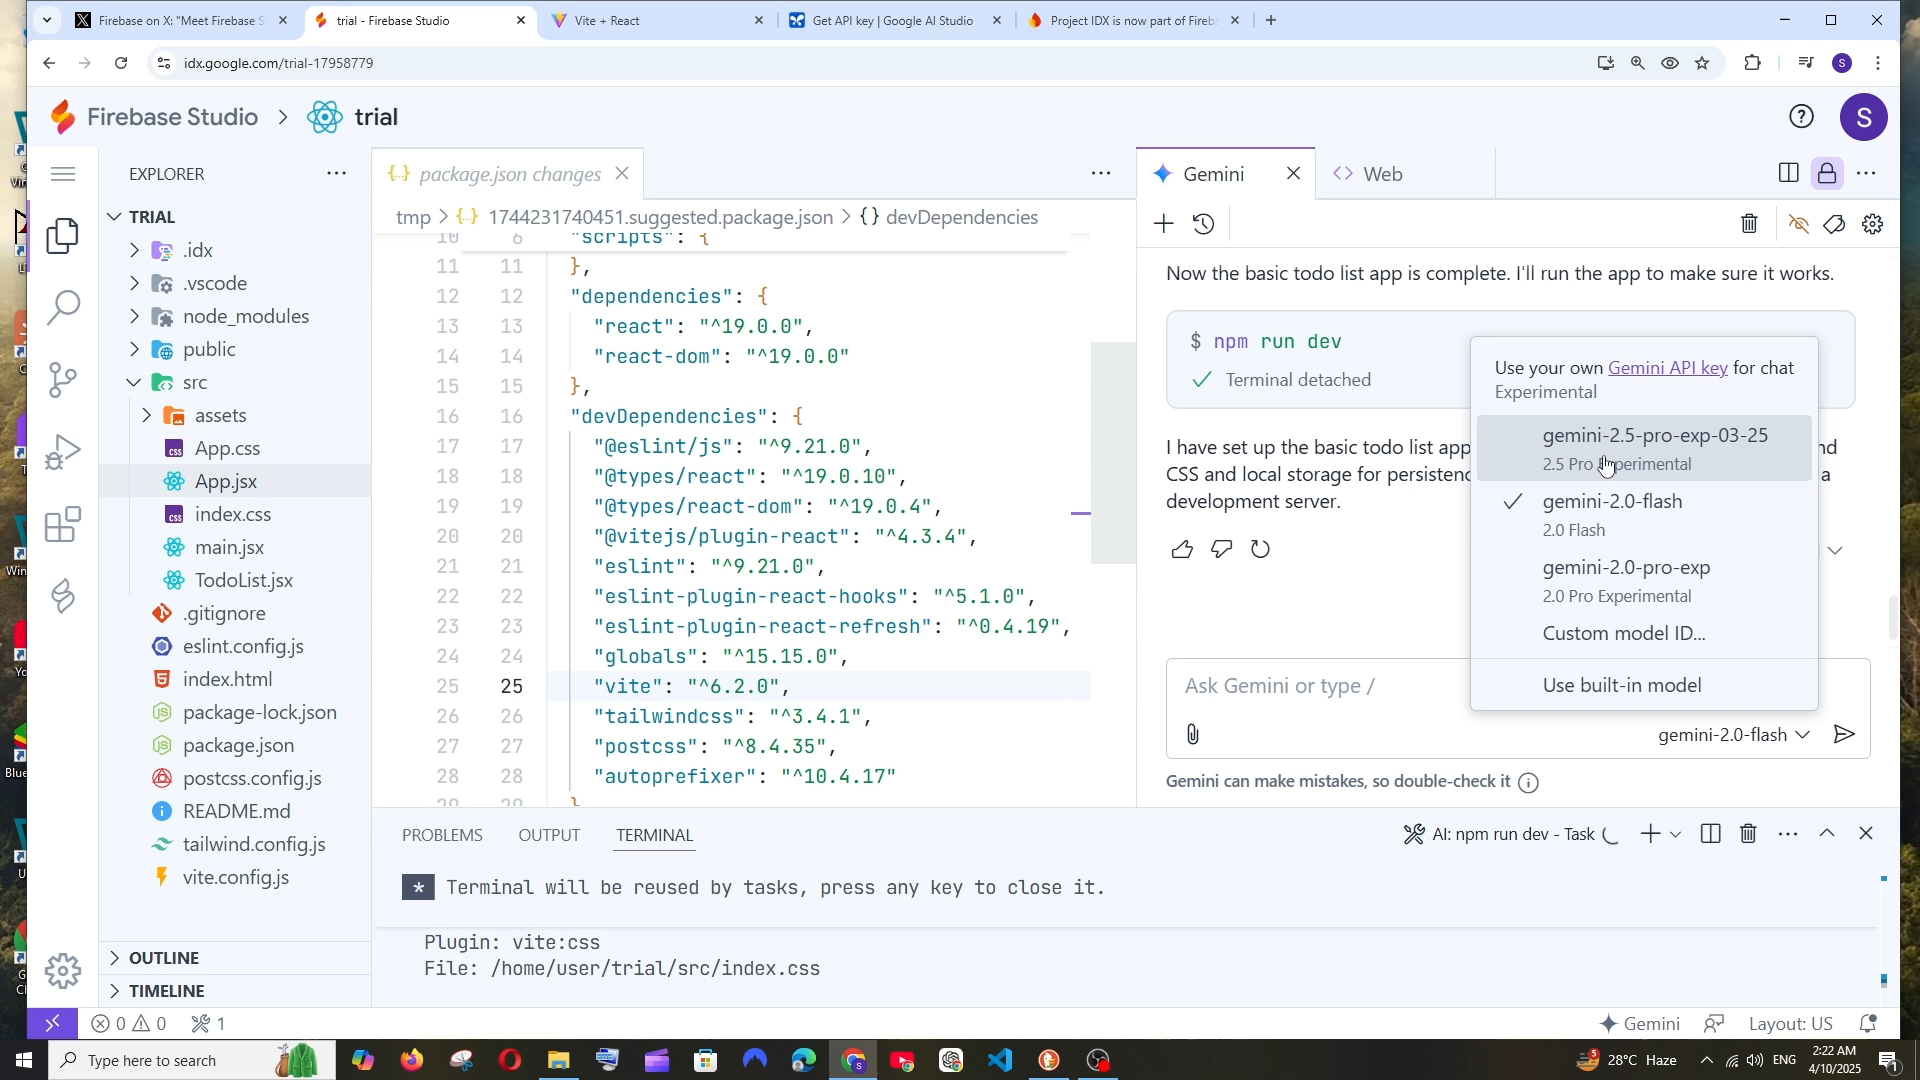 Firebase on X: "Meet Firebase S
trial - Firebase Studio
Vite + React
Get API key | Google AI Studio
Project IDX is now part of Fireb
idx.google.com/trial-17958779
S
Firebase Studio > trial
S
EXPLORER
TRIAL
.idx
.vscode
node_modules
public
src
assets
App.css
App.jsx
index.css
main.jsx
TodoList.jsx
.gitignore
eslint.config.js
index.html
package-lock.json
package.json
postcss.config.js
README.md
tailwind.config.js
vite.config.js
OUTLINE
TIMELINE
package.json changes
tmp > {..} 1744231740451.suggested.package.json > {} devDependencies
10 6 "scripts": {
11 11 },
12 12 "dependencies": {
13 13 "react": "^19.0.0",
14 14 "react-dom": "^19.0.0"
15 15 },
16 16 "devDependencies": {
17 17 "@eslint/js": "^9.21.0",
18 18 "@types/react": "^19.0.10",
19 19 "@types/react-dom": "^19.0.4",
20 20 "@vitejs/plugin-react": "^4.3.4",
21 21 "eslint": "^9.21.0",
22 22 "eslint-plugin-react-hooks": "^5.1.0",
23 23 "eslint-plugin-react-refresh": "^0.4.19",
24 24 "globals": "^15.15.0",
25 25 "vite": "^6.2.0",
26 26 "tailwindcss": "^3.4.1",
27 27 "postcss": "^8.4.35",
28 28 "autoprefixer": "^10.4.17"
29 29 }
Gemini
Web
Now the basic todo list app is complete. I'll run the app to make sure it works.
$ npm run dev
Terminal detached
I have set up the basic todo list app
CSS and local storage for persistenc
a
development server.
Use your own Gemini API key for chat
Experimental
gemini-2.5-pro-exp-03-25
2.5 Pro Experimental
gemini-2.0-flash
2.0 Flash
gemini-2.0-pro-exp
2.0 Pro Experimental
Custom model ID...
Use built-in model
Ask Gemini or type /
gemini-2.0-flash
Gemini can make mistakes, so double-check it
PROBLEMS
OUTPUT
TERMINAL
AI: npm run dev - Task
* Terminal will be reused by tasks, press any key to close it.
Plugin: vite:css
File: /home/user/trial/src/index.css
0 0 1
Gemini
Layout: US
Type here to search
28°C Haze
ENG
2:22 AM
4/10/2025